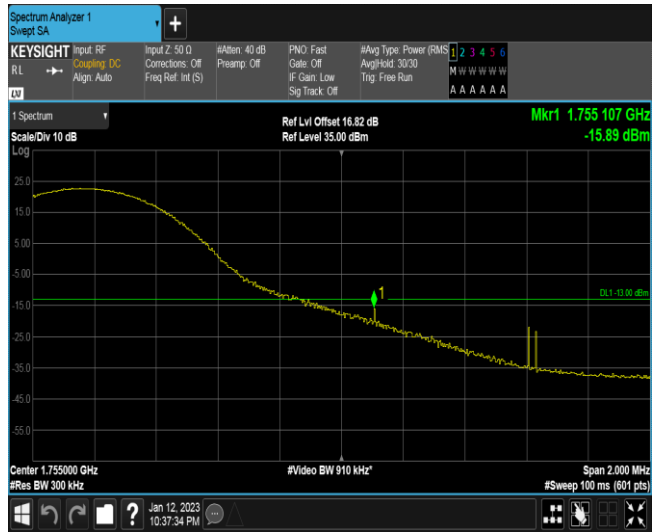 Spectrum Analyzer 1
Swept SA
KEYSIGHT
RL
LXI
Input: RF
Coupling: DC
Align: Auto
Input Z: 50 Ω
Corrections: Off
Freq Ref: Int (S)
#Atten: 40 dB
Preamp: Off
PNO: Fast
Gate: Off
IF Gain: Low
Sig Track: Off
#Avg Type: Power (RMS
Avg|Hold: 30/30
Trig: Free Run
1 2 3 4 5 6
M W W W W W
A A A A A A
1 Spectrum
Scale/Div 10 dB
Log
Ref Lvl Offset 16.82 dB
Ref Level 35.00 dBm
Mkr1 1.755 107 GHz
-15.89 dBm
25.0
15.0
5.00
-5.00
-15.0
-25.0
-35.0
-45.0
-55.0
1
DL1 -13.00 dBm
Center 1.755000 GHz
#Res BW 300 kHz
#Video BW 910 kHz*
Span 2.000 MHz
#Sweep 100 ms (601 pts)
Jan 12, 2023
10:37:34 PM